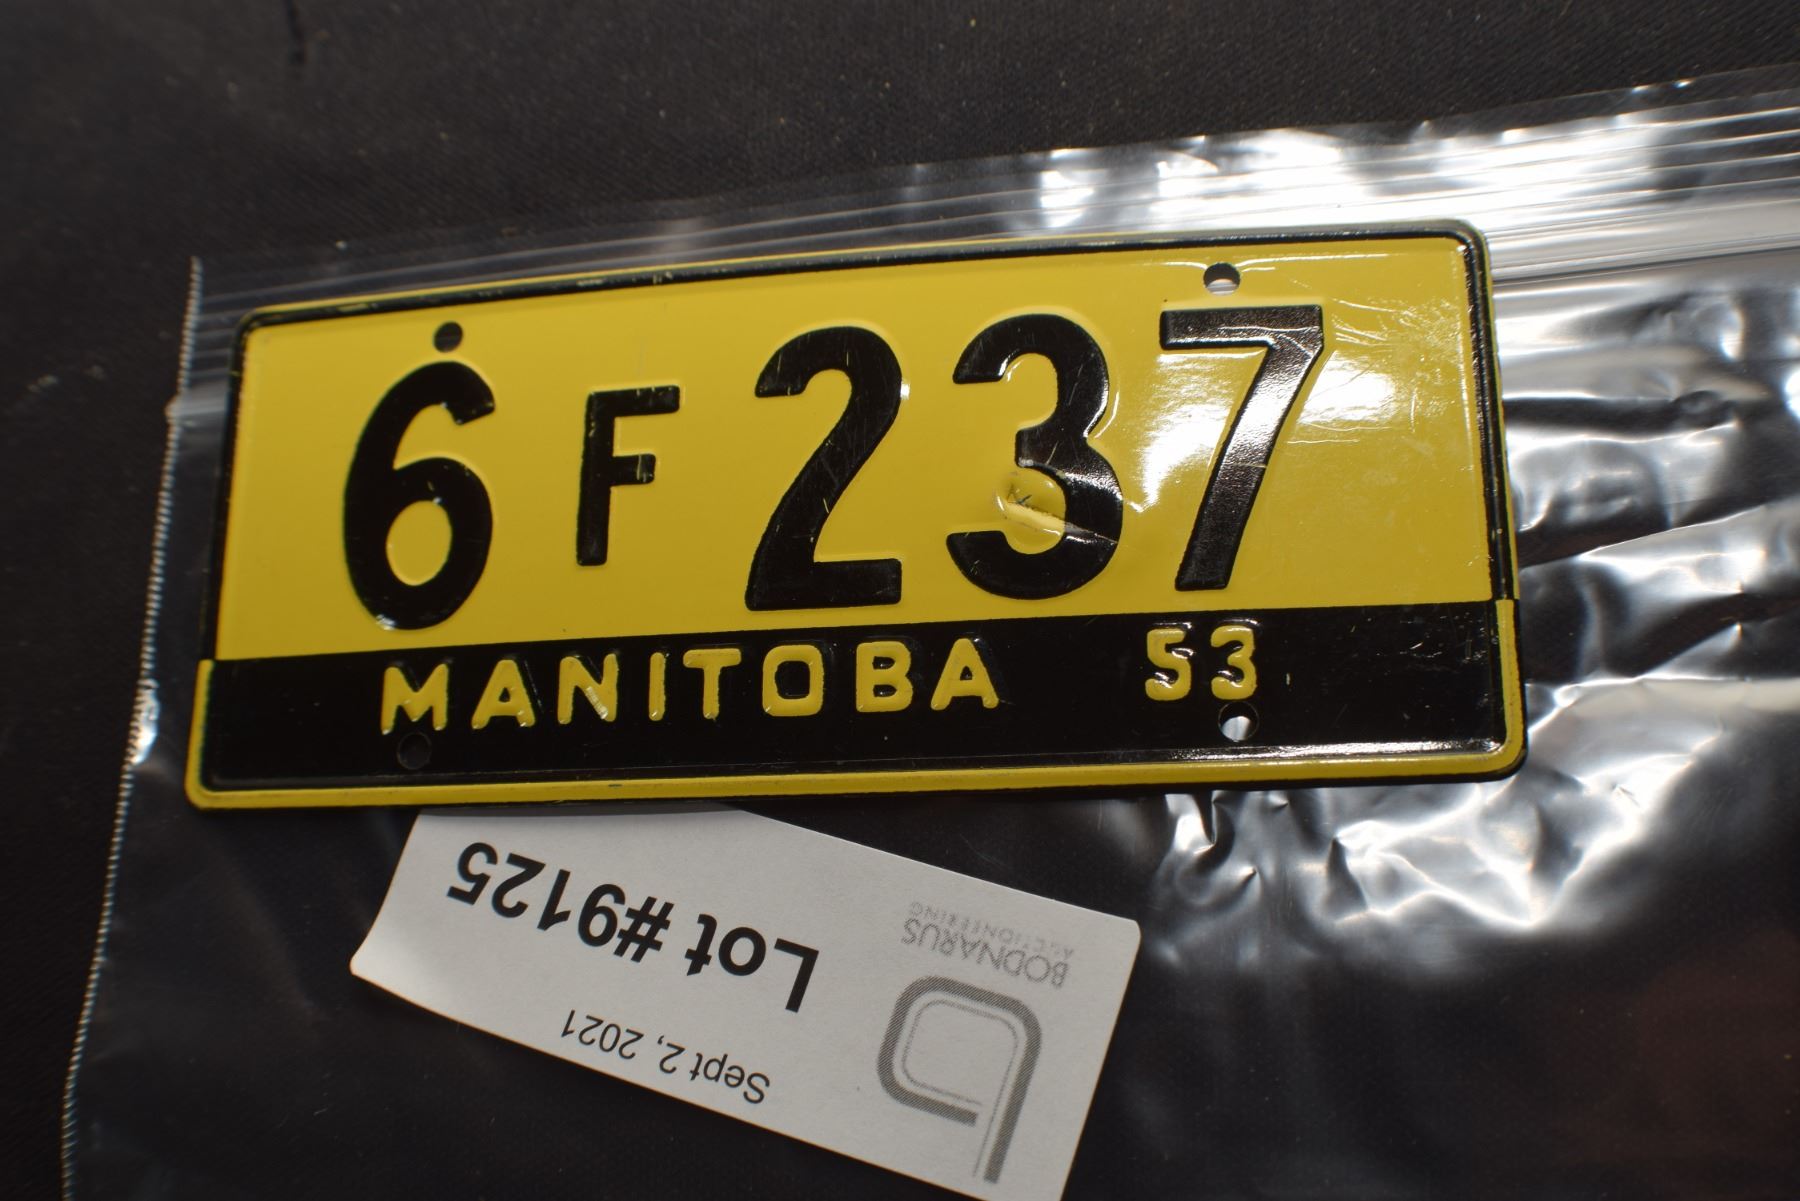 6 F 237
MANITOBA 53
Sept 2, 2021
Lot #9125
BODNARUS
AUCTIONEERING